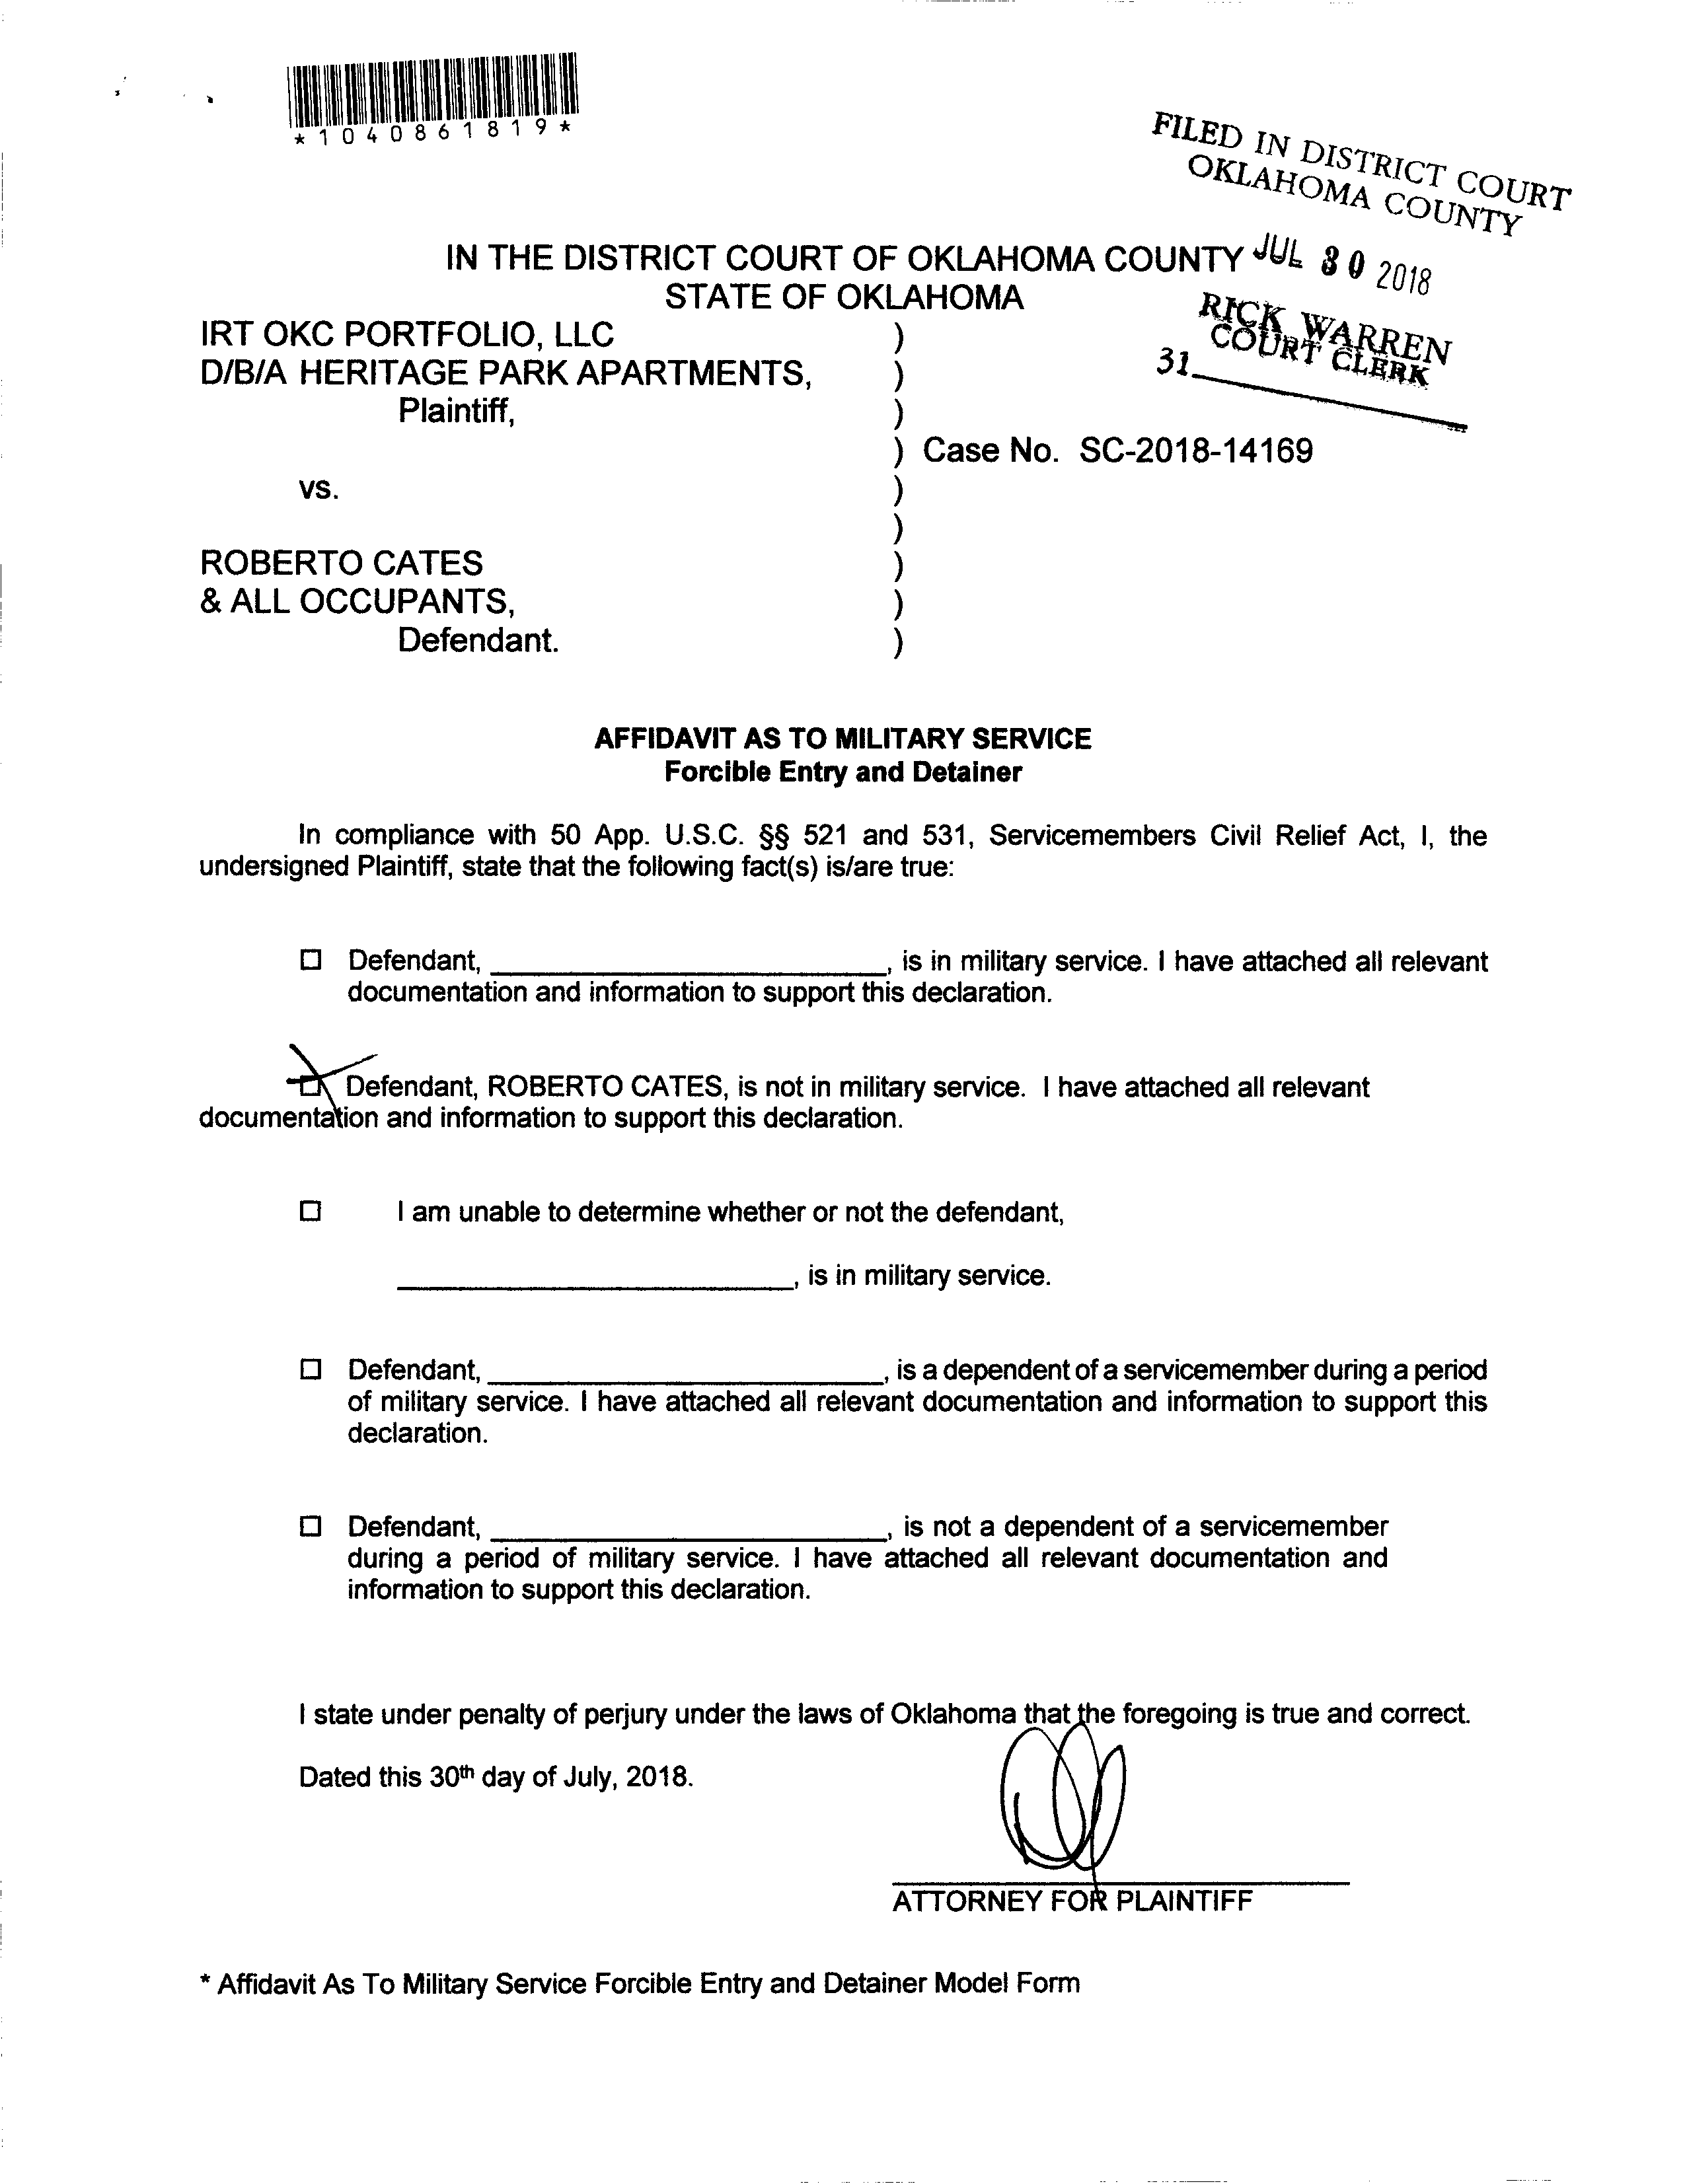 *1040861819*
FILED IN DISTRICT COURT
OKLAHOMA COUNTY
JUL 30 2018
RICK WARREN
COURT CLERK
31
IN THE DISTRICT COURT OF OKLAHOMA COUNTY
STATE OF OKLAHOMA
IRT OKC PORTFOLIO, LLC )
D/B/A HERITAGE PARK APARTMENTS, )
Plaintiff, )
) Case No. SC-2018-14169
vs. )
)
ROBERTO CATES )
& ALL OCCUPANTS, )
Defendant. )
AFFIDAVIT AS TO MILITARY SERVICE
Forcible Entry and Detainer
In compliance with 50 App. U.S.C. §§ 521 and 531, Servicemembers Civil Relief Act, I, the
undersigned Plaintiff, state that the following fact(s) is/are true:
☐ Defendant, ____________________, is in military service. I have attached all relevant
documentation and information to support this declaration.
☒ Defendant, ROBERTO CATES, is not in military service. I have attached all relevant
documentation and information to support this declaration.
☐ I am unable to determine whether or not the defendant,
____________________, is in military service.
☐ Defendant, ____________________, is a dependent of a servicemember during a period
of military service. I have attached all relevant documentation and information to support this
declaration.
☐ Defendant, ____________________, is not a dependent of a servicemember
during a period of military service. I have attached all relevant documentation and
information to support this declaration.
I state under penalty of perjury under the laws of Oklahoma that the foregoing is true and correct.
Dated this 30th day of July, 2018.
ATTORNEY FOR PLAINTIFF
* Affidavit As To Military Service Forcible Entry and Detainer Model Form